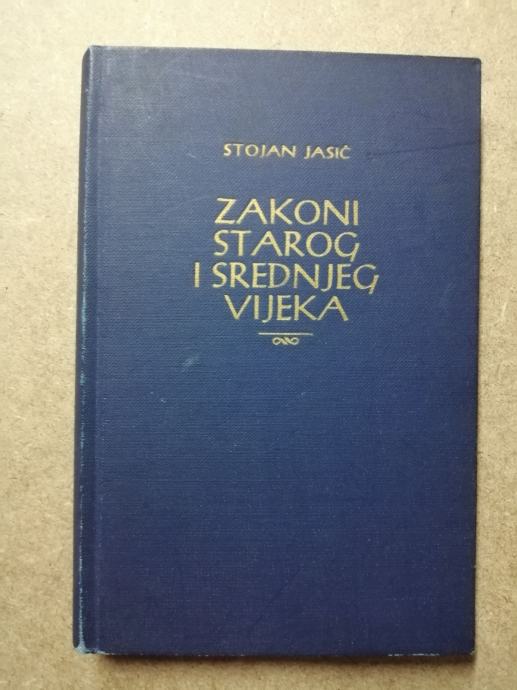 STOJAN JASIĆ
ZAKONI
STAROG
I SREDNJEG
VIJEKA